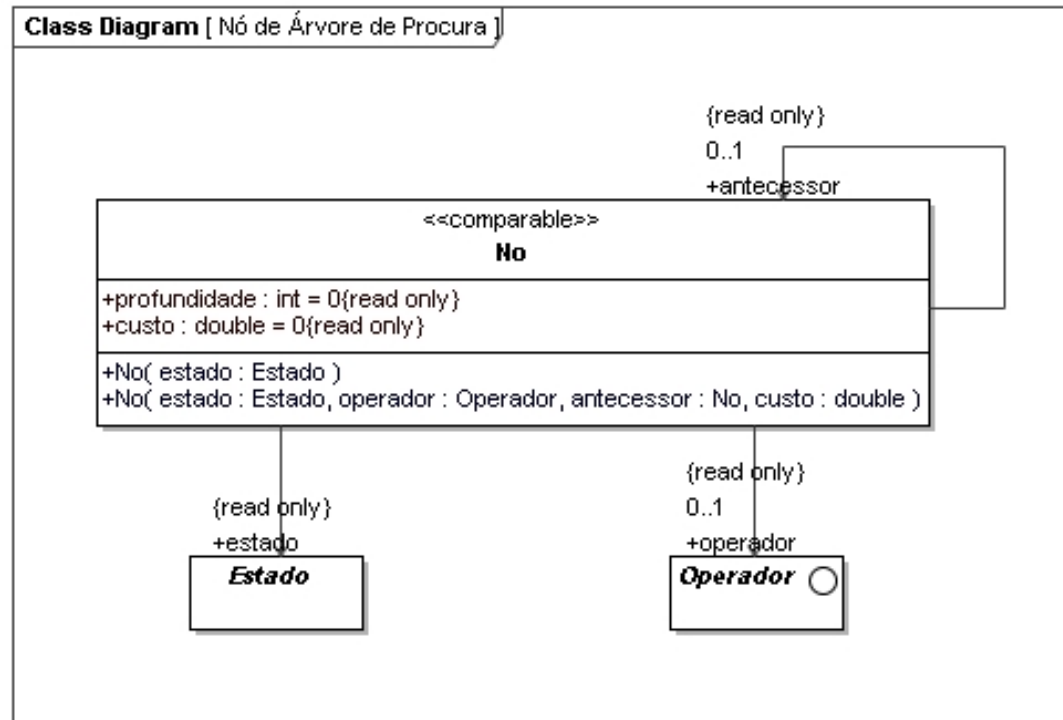 Class Diagram [ Nó de Árvore de Procura ]
{read only}
0..1
+antecessor
<<comparable>>
No
+profundidade : int = 0{read only}
+custo : double = 0{read only}
+No( estado : Estado )
+No( estado : Estado, operador : Operador, antecessor : No, custo : double )
{read only}
+estado
Estado
{read only}
0..1
+operador
Operador